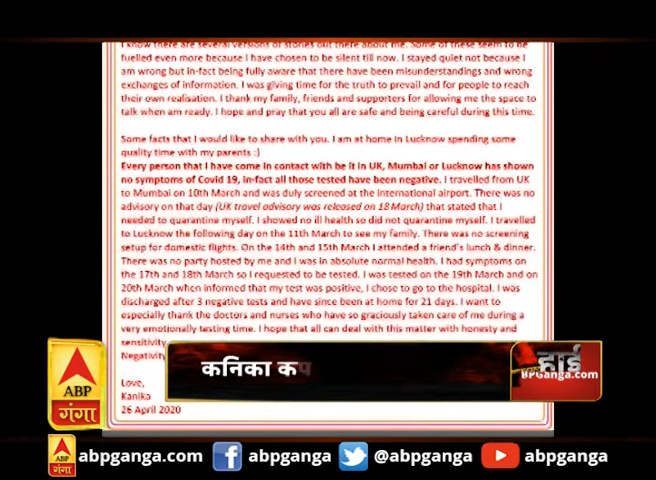 I know there are several versions of stories out there about me. Some of these seem to be
fuelled even more because I have chosen to be silent till now. I stayed quiet not because I
am wrong but in-fact being fully aware that there have been misunderstandings and wrong
exchanges of information. I was giving time for the truth to prevail and for people to reach
their own realisation. I thank my family, friends and supporters for allowing me the space to
talk when am ready. I hope and pray that you all are safe and being careful during this time.
Some facts that I would like to share with you. I am at home in Lucknow spending some
quality time with my parents :)
Every person that I have come in contact with be it in UK, Mumbai or Lucknow has shown
no symptoms of Covid 19, in-fact all those tested have been negative. I travelled from UK
to Mumbai on 10th March and was duly screened at the international airport. There was no
advisory on that day (UK travel advisory was released on 18 March) that stated that I
needed to quarantine myself. I showed no ill health so did not quarantine myself. I travelled
to Lucknow the following day on the 11th March to see my family. There was no screening
setup for domestic flights. On the 14th and 15th March I attended a friend's lunch & dinner.
There was no party hosted by me and I was in absolute normal health. I had symptoms on
the 17th and 18th March so I requested to be tested. I was tested on the 19th March and on
20th March when informed that my test was positive, I chose to go to the hospital. I was
discharged after 3 negative tests and have since been at home for 21 days. I want to
especially thank the doctors and nurses who have so graciously taken care of me during a
very emotionally testing time. I hope that all can deal with this matter with honesty and
sensitivity
Negativity
Love,
Kanika
26 April 2020
कनिका कप
हाई
BPGanga.com
ABP
गंगा
ABP
गंगा
abpganga.com abpganga @abpganga abpganga